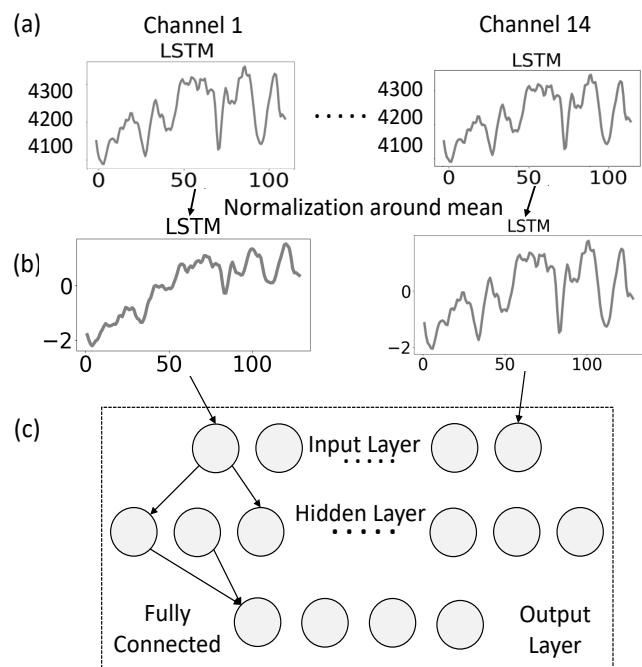 (a)
Channel 1
Channel 14
LSTM
LSTM
4300
4200
4100
0
50
100
.....
4300
4200
4100
0
50
100
Normalization around mean
(b)
LSTM
LSTM
0
−2
0
50
100
0
−2
0
50
100
(c)
Input Layer
.....
Hidden Layer
.....
Fully
Connected
Output
Layer